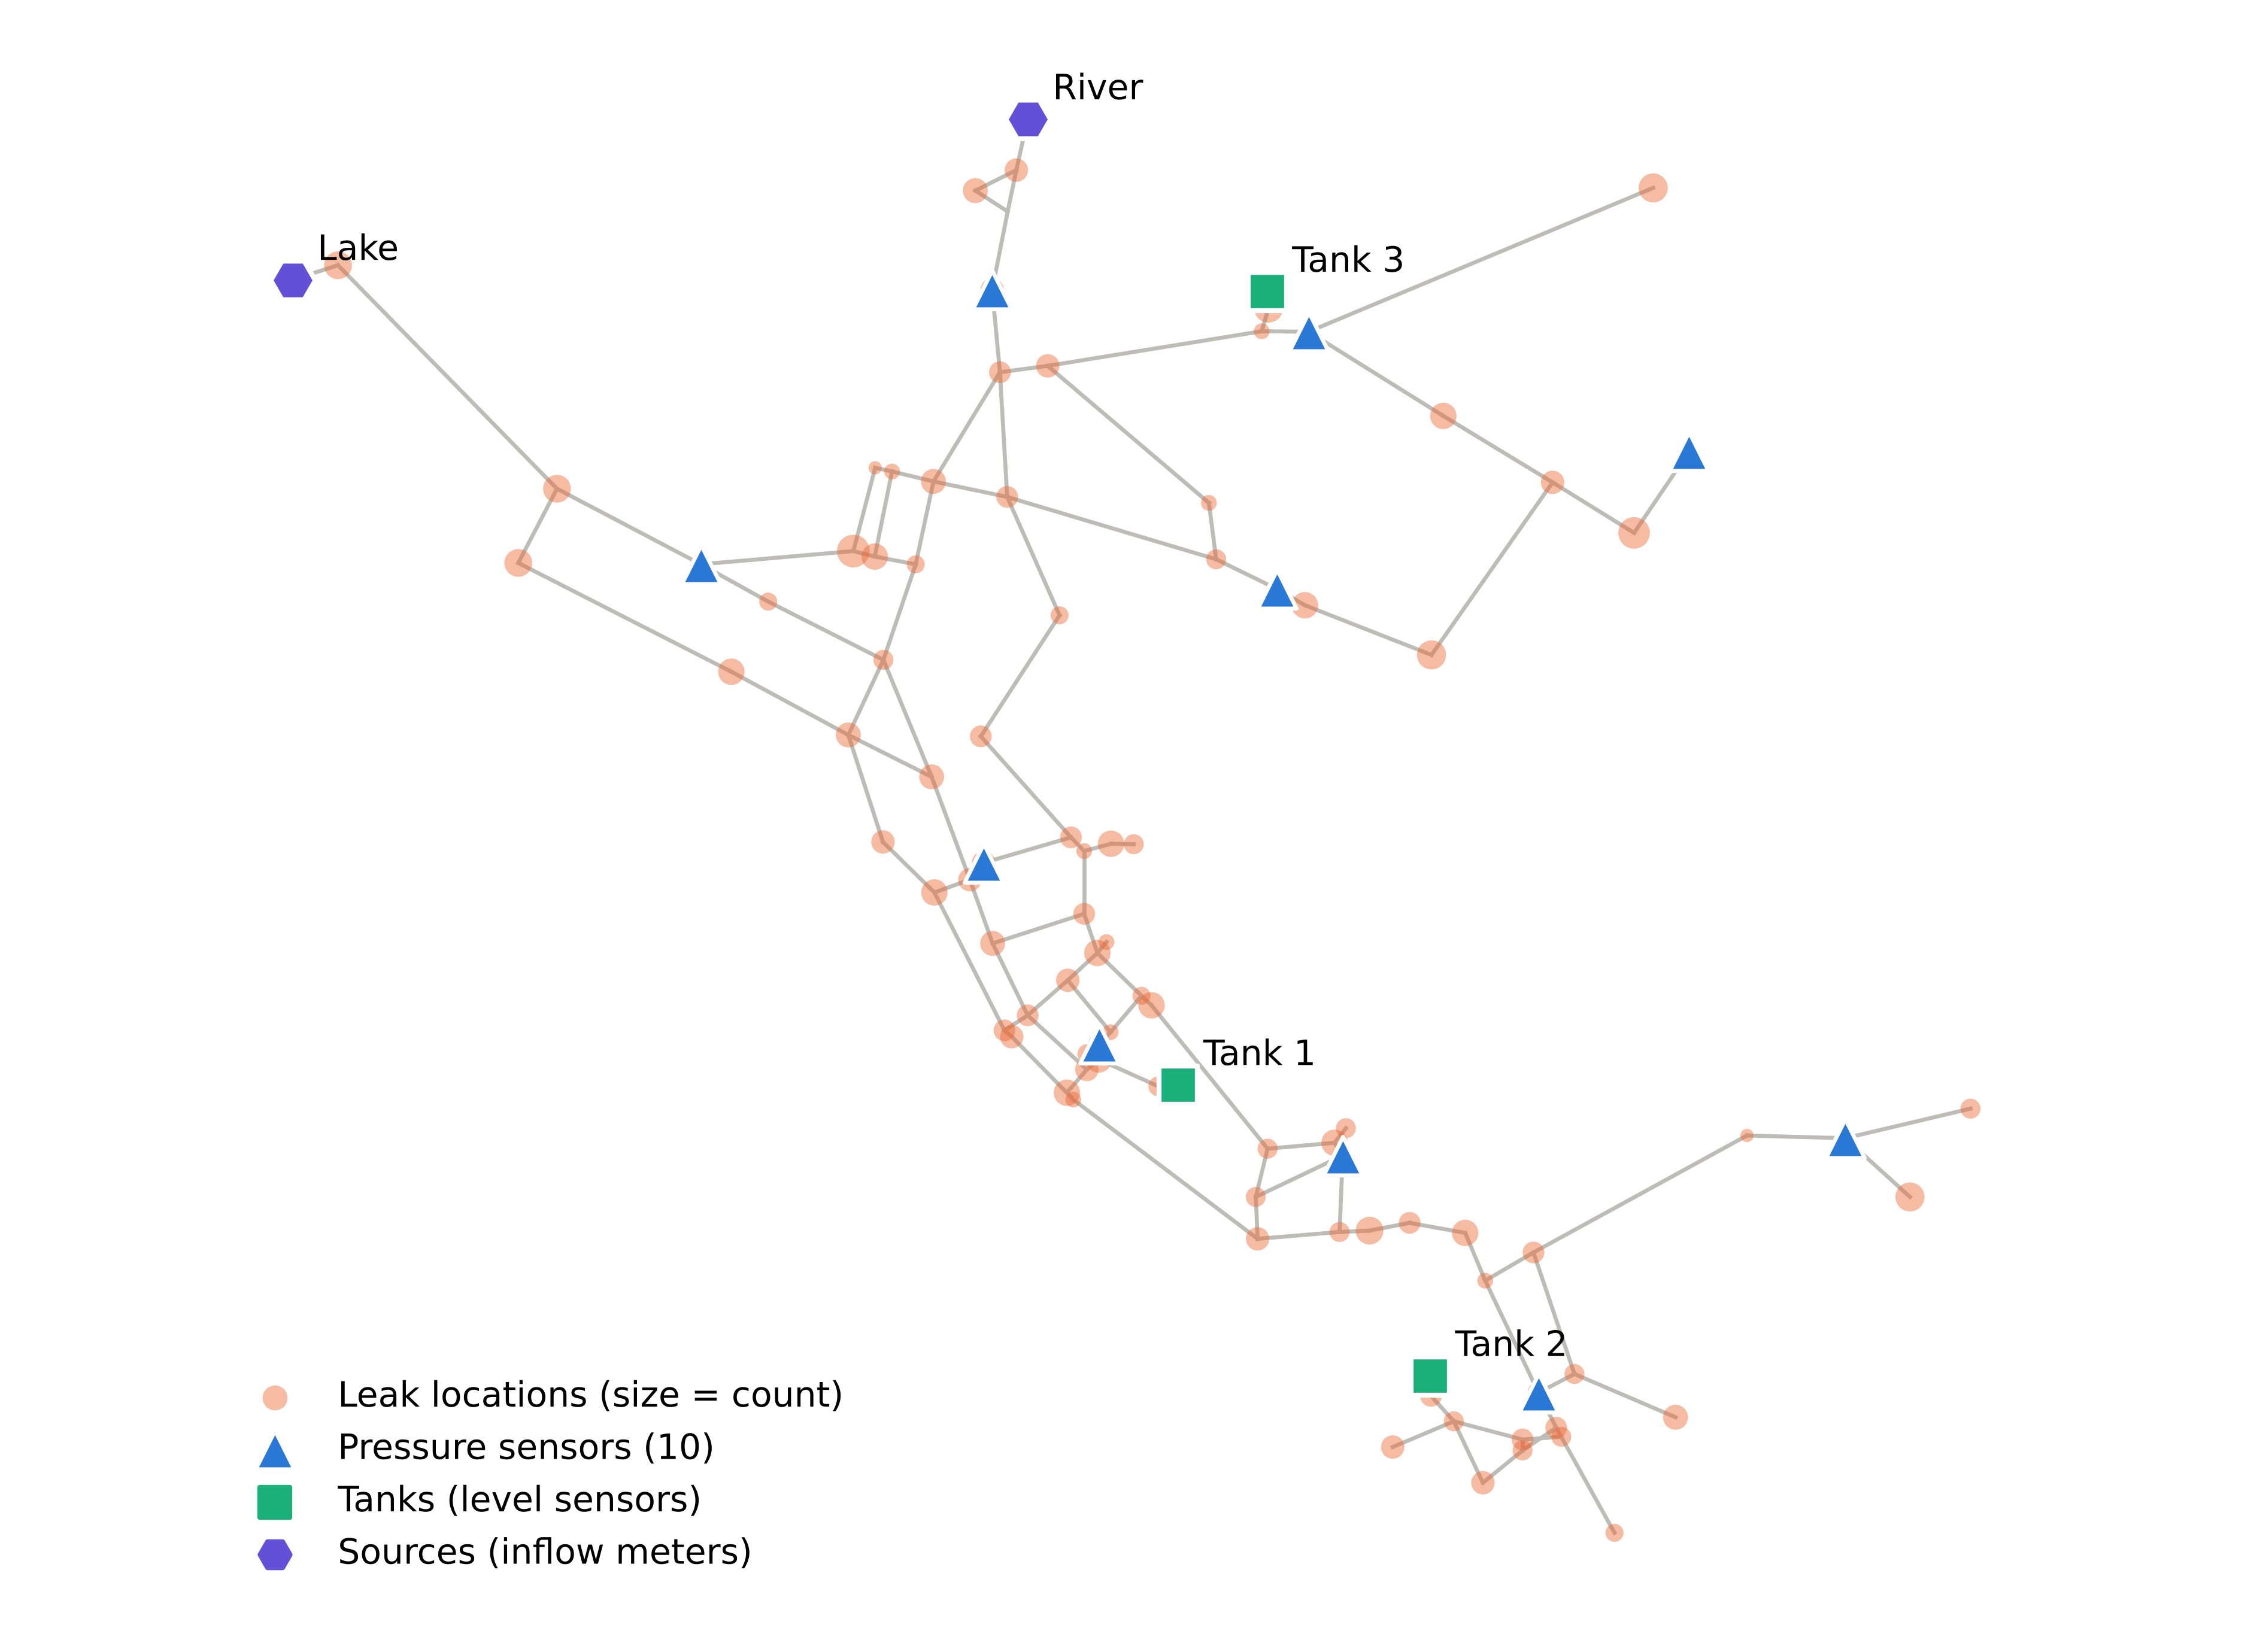 River
Lake
Tank 3
Tank 1
Tank 2
Leak locations (size = count)
Pressure sensors (10)
Tanks (level sensors)
Sources (inflow meters)